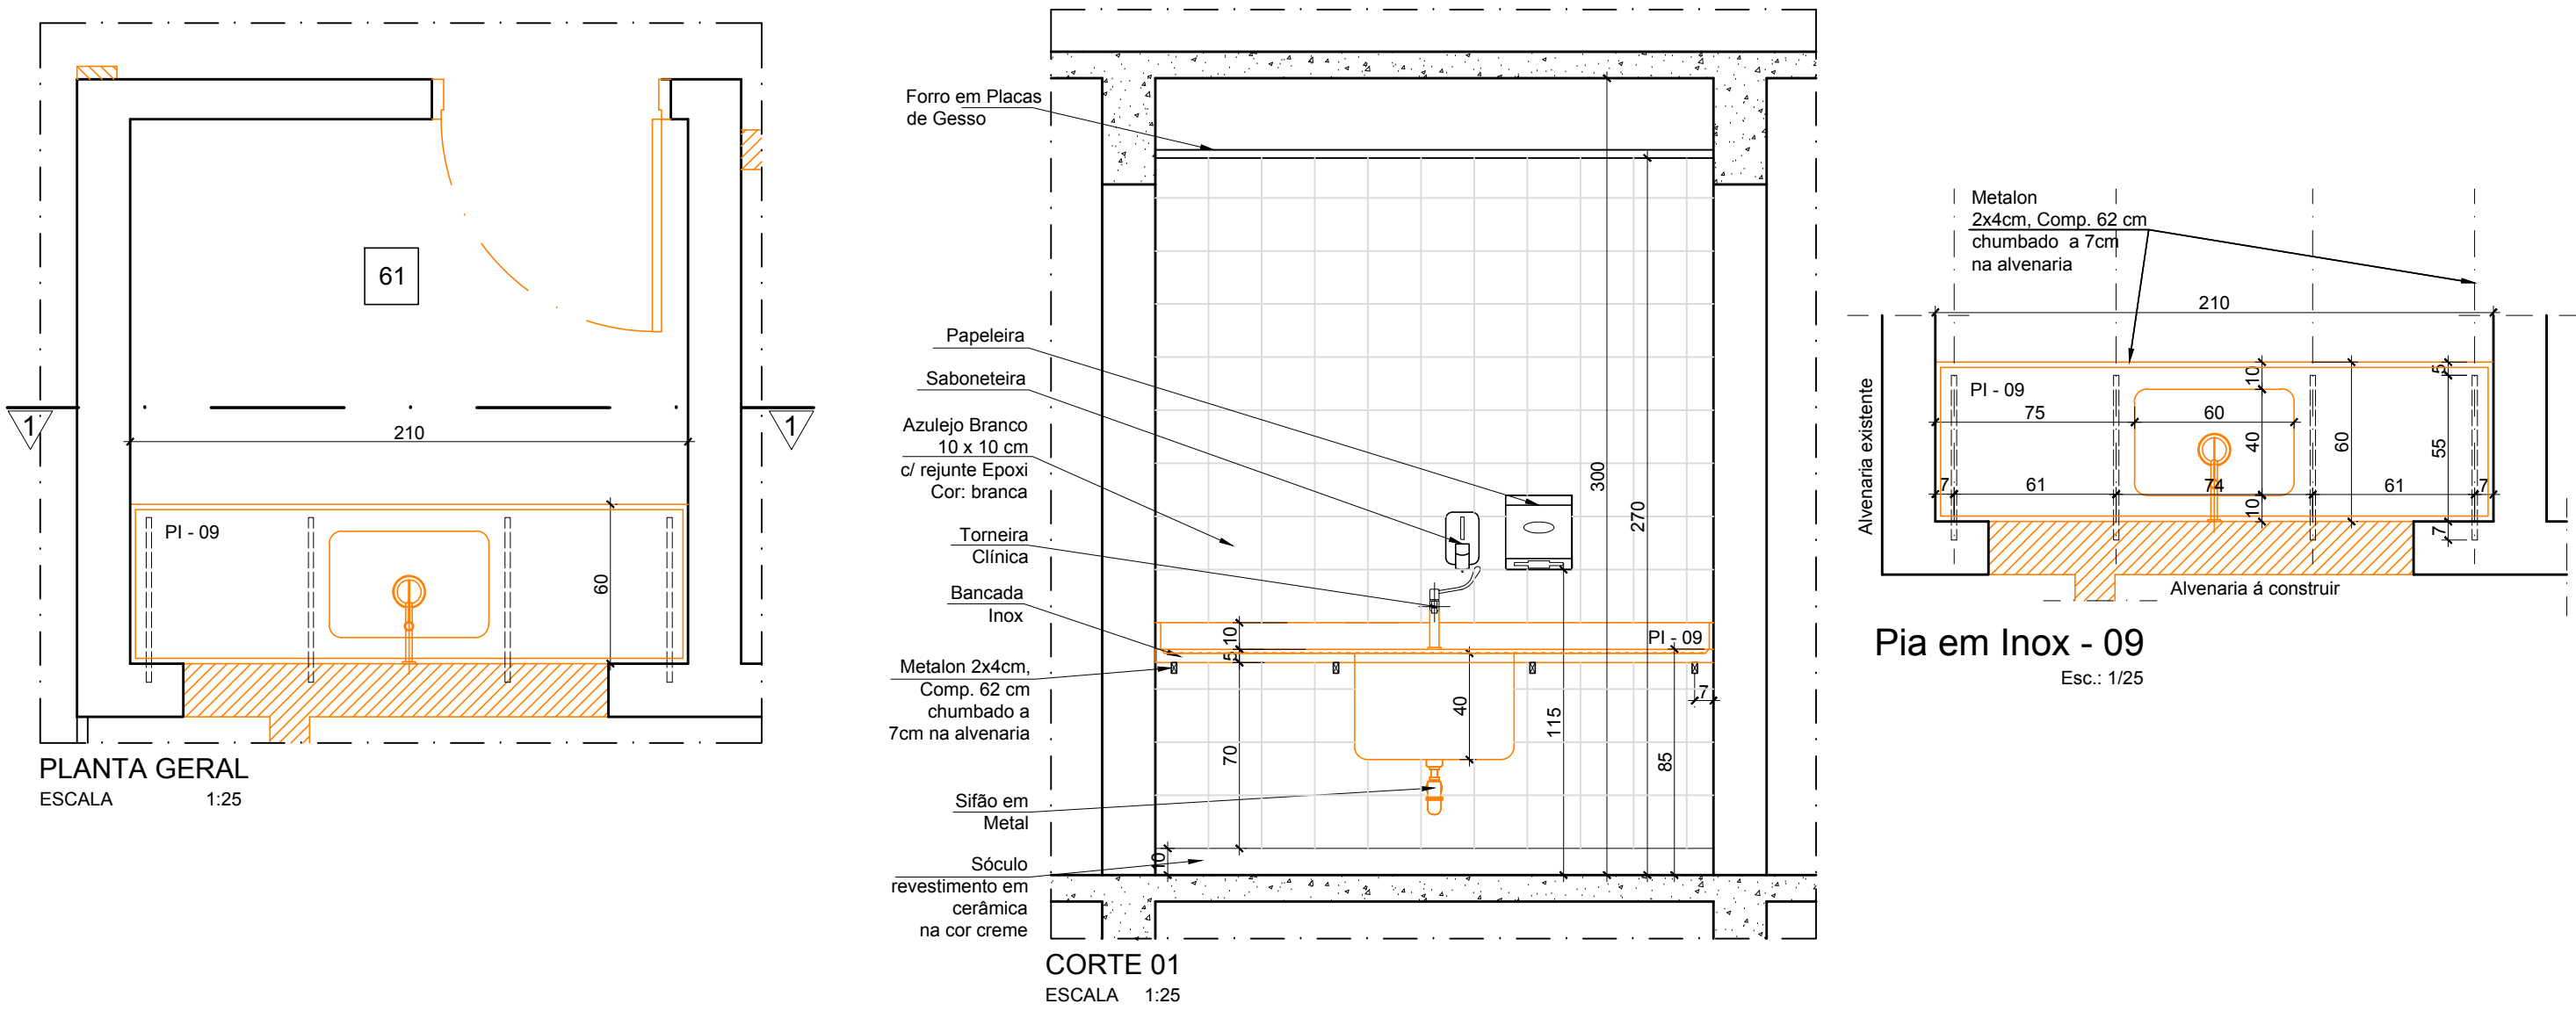 61
1
1
210
PI - 09
60
PLANTA GERAL
ESCALA 1:25
Forro em Placas
de Gesso
Papeleira
Saboneteira
Azulejo Branco
10 x 10 cm
c/ rejunte Epoxi
Cor: branca
Torneira
Clínica
Bancada
Inox
Metalon 2x4cm,
Comp. 62 cm
chumbado a
7cm na alvenaria
Sifão em
Metal
Sóculo
revestimento em
cerâmica
na cor creme
300
270
10
5
PI - 09
7
40
115
70
85
10
CORTE 01
ESCALA 1:25
Metalon
2x4cm, Comp. 62 cm
chumbado a 7cm
na alvenaria
210
Alvenaria existente
PI - 09
10
5
75
60
40
60
55
7
61
74
61
7
10
7
Alvenaria á construir
Pia em Inox - 09
Esc.: 1/25